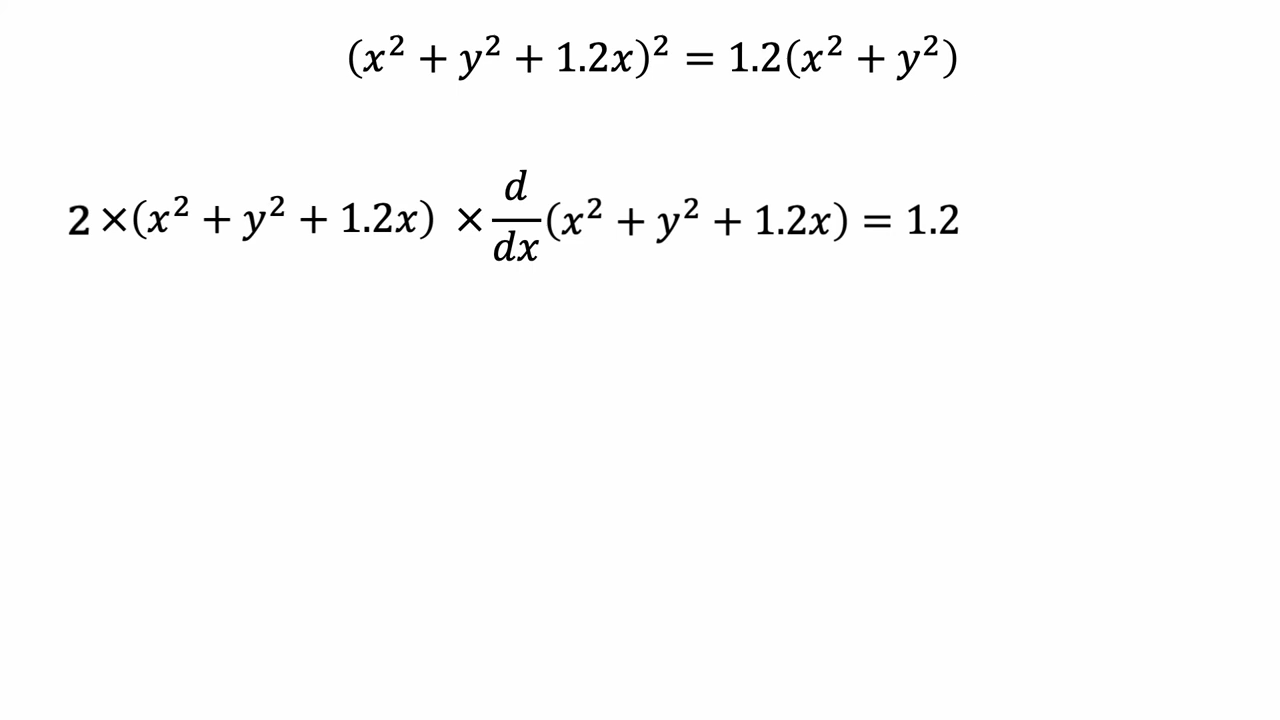 (x² + y² + 1.2x)² = 1.2(x² + y²)
2 ×(x² + y² + 1.2x) × d/dx (x² + y² + 1.2x) = 1.2